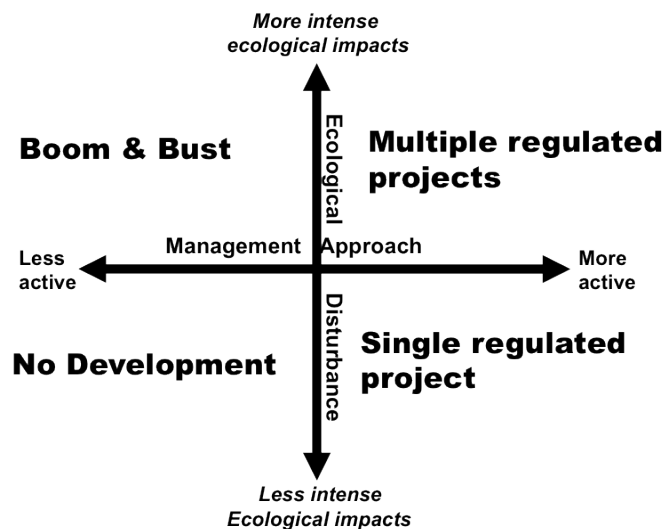 More intense
ecological impacts
Boom & Bust
Ecological
Multiple regulated
projects
Management Approach
Less
active
More
active
No Development
Disturbance
Single regulated
project
Less intense
Ecological impacts